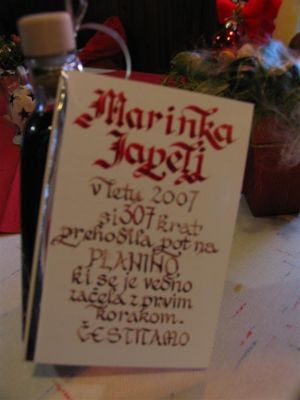 Marinka
Japelj
v letu 2007
si 307 krat
prehodila pot na
PLANINO,
ki se je vedno
začela z prvim
korakom.
ČESTITAMO